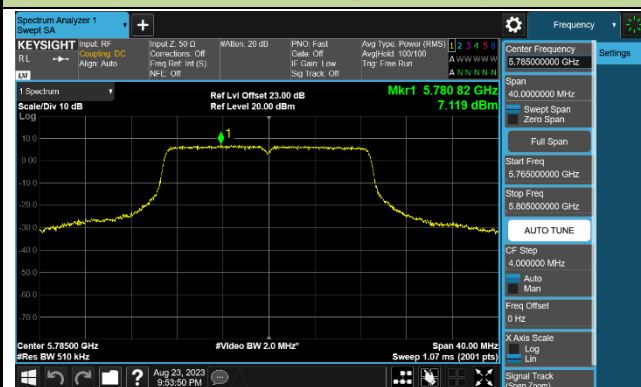 Spectrum Analyzer 1
Swept SA
Frequency
KEYSIGHT
Input: RF
Input Z: 50 Ω
#Atten: 20 dB
PNO: Fast
Avg Type: Power (RMS)
1 2 3 4 5 6
RL
Coupling: DC
Corrections: Off
Gate: Off
Avg|Hold: 100/100
A W W W W W
Align: Auto
Freq Ref: Int (S)
IF Gain: Low
Trig: Free Run
LXI
NFE: Off
Sig Track: Off
A N N N N N
1 Spectrum
Ref Lvl Offset 23.00 dB
Mkr1 5.780 82 GHz
Scale/Div 10 dB
Ref Level 20.00 dBm
7.119 dBm
Log
1
10.0
0.00
-10.0
-20.0
-30.0
-40.0
-50.0
-60.0
-70.0
Center 5.78500 GHz
#Video BW 2.0 MHz*
Span 40.00 MHz
#Res BW 510 kHz
Sweep 1.07 ms (2001 pts)
Aug 23, 2023
9:53:50 PM
Center Frequency
5.785000000 GHz
Settings
Span
40.0000000 MHz
Swept Span
Zero Span
Full Span
Start Freq
5.765000000 GHz
Stop Freq
5.805000000 GHz
AUTO TUNE
CF Step
4.000000 MHz
Auto
Man
Freq Offset
0 Hz
X Axis Scale
Log
Lin
Signal Track
(Span Zoom)